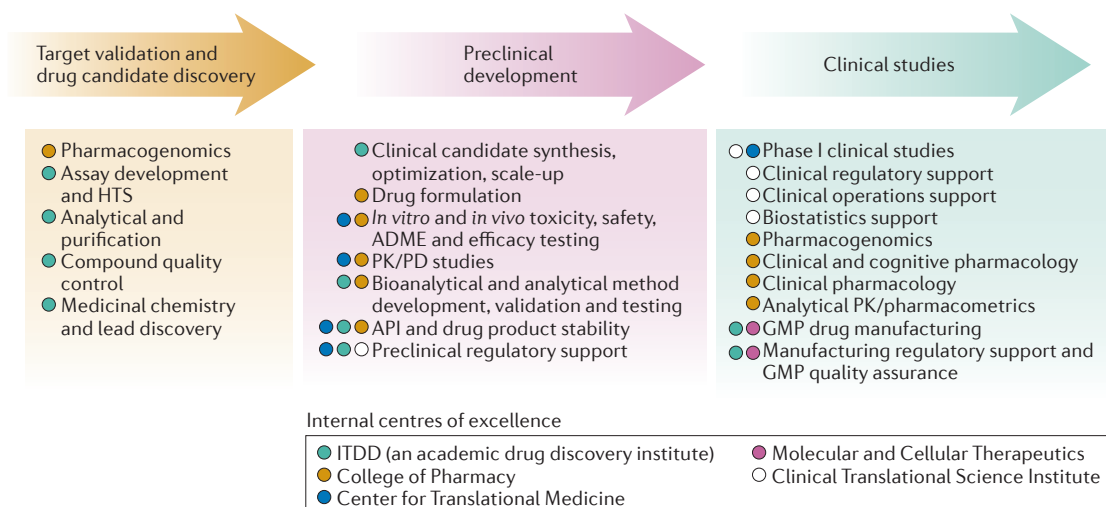 Target validation and
drug candidate discovery
Preclinical
development
Clinical studies
Pharmacogenomics
Assay development
and HTS
Analytical and
purification
Compound quality
control
Medicinal chemistry
and lead discovery
Clinical candidate synthesis,
optimization, scale-up
Drug formulation
In vitro and in vivo toxicity, safety,
ADME and efficacy testing
PK/PD studies
Bioanalytical and analytical method
development, validation and testing
API and drug product stability
Preclinical regulatory support
Phase I clinical studies
Clinical regulatory support
Clinical operations support
Biostatistics support
Pharmacogenomics
Clinical and cognitive pharmacology
Clinical pharmacology
Analytical PK/pharmacometrics
GMP drug manufacturing
Manufacturing regulatory support and
GMP quality assurance
Internal centres of excellence
ITDD (an academic drug discovery institute)
College of Pharmacy
Center for Translational Medicine
Molecular and Cellular Therapeutics
Clinical Translational Science Institute